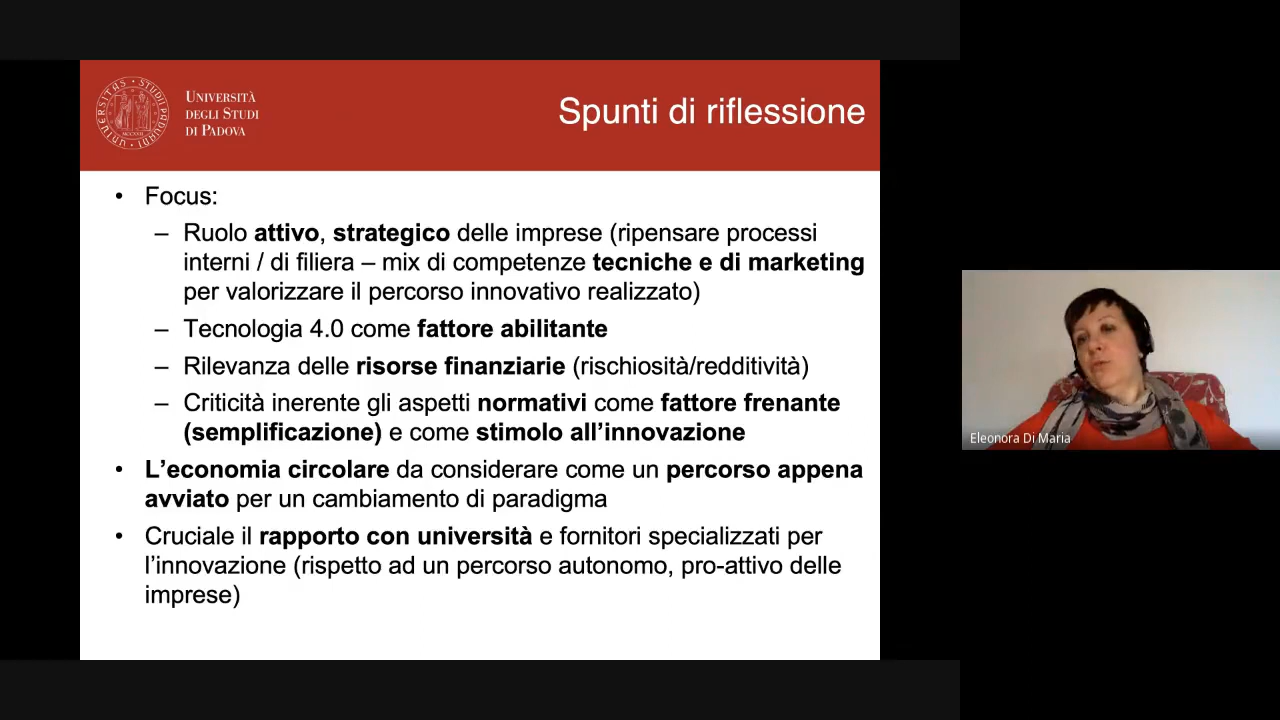 UNIVERSITÀ
DEGLI STUDI
DI PADOVA
Spunti di riflessione
• Focus:
– Ruolo attivo, strategico delle imprese (ripensare processi
interni / di filiera – mix di competenze tecniche e di marketing
per valorizzare il percorso innovativo realizzato)
– Tecnologia 4.0 come fattore abilitante
– Rilevanza delle risorse finanziarie (rischiosità/redditività)
– Criticità inerente gli aspetti normativi come fattore frenante
(semplificazione) e come stimolo all’innovazione
• L’economia circolare da considerare come un percorso appena
avviato per un cambiamento di paradigma
• Cruciale il rapporto con università e fornitori specializzati per
l’innovazione (rispetto ad un percorso autonomo, pro-attivo delle
imprese)
Eleonora Di Maria